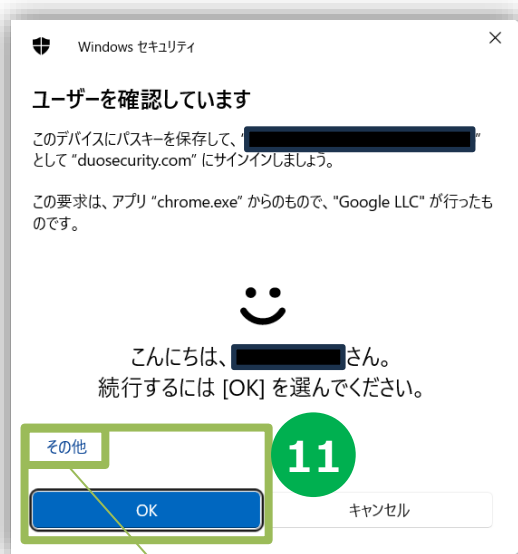 Windows セキュリティ
ユーザーを確認しています
このデバイスにパスキーを保存して、"
"
として "duosecurity.com" にサインインしましょう。
この要求は、アプリ "chrome.exe" からのもので、"Google LLC" が行ったも
のです。
こんにちは、 さん。
続行するには [OK] を選んでください。
その他
11
OK
キャンセル